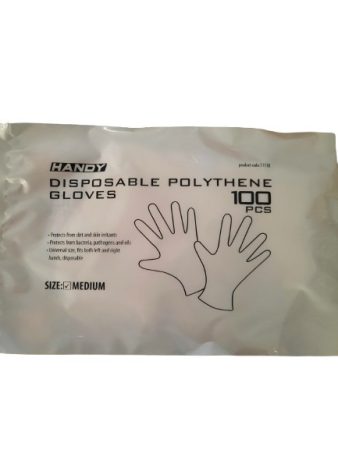 HANDY
product code:
DISPOSABLE POLYTHENE
GLOVES
100
PCS
• Protects from dirt and skin irritants
• Protects from bacteria, pathogens and oils
• Universal size, fits both left and right
hands, disposable
SIZE: ☑ MEDIUM